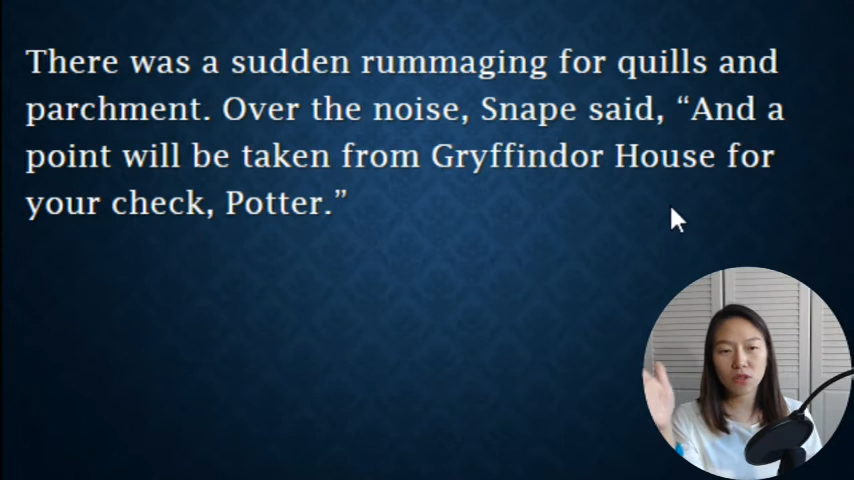 There was a sudden rummaging for quills and
parchment. Over the noise, Snape said, “And a
point will be taken from Gryffindor House for
your check, Potter.”